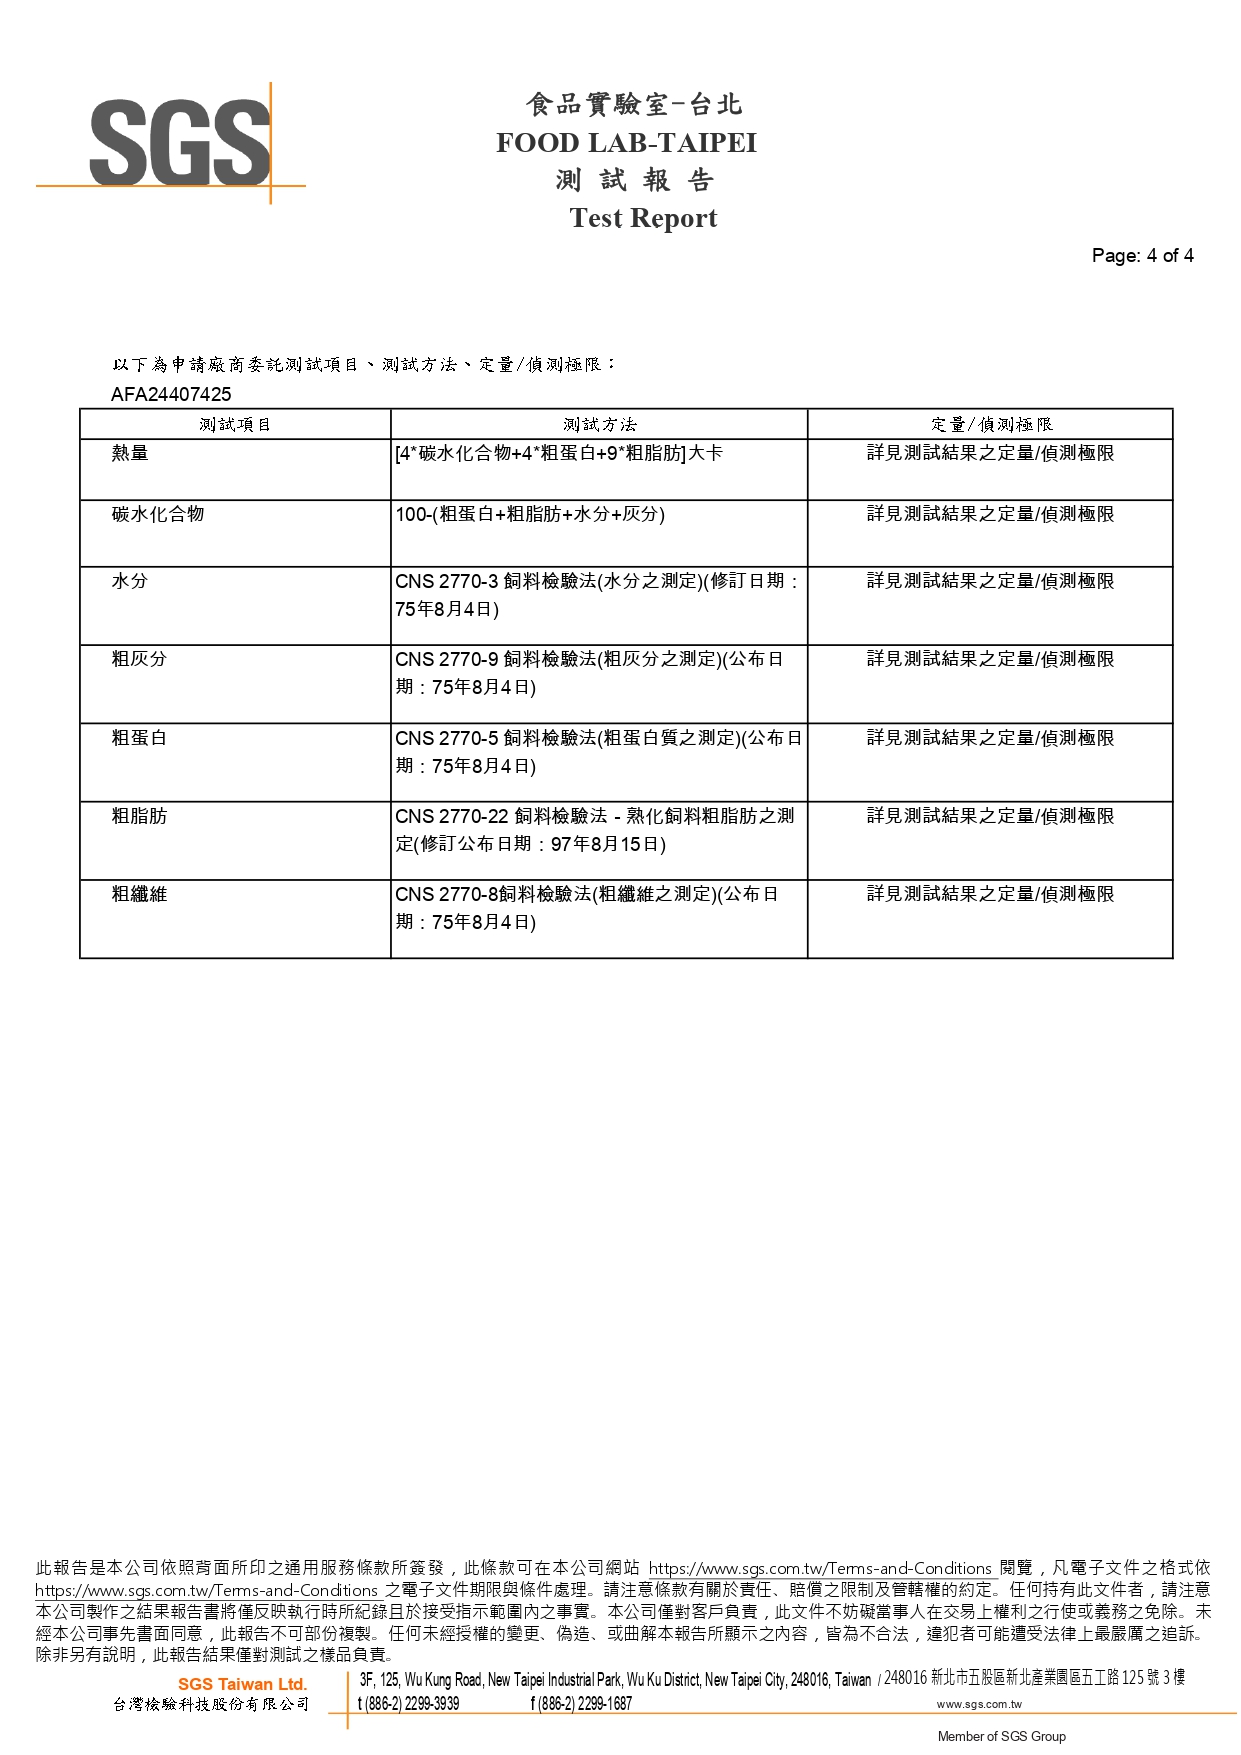 SGS
食品實驗室-台北
FOOD LAB-TAIPEI
測 試 報 告
Test Report
Page: 4 of 4
以下為申請廠商委託測試項目、測試方法、定量/偵測極限：
AFA24407425
測試項目 測試方法 定量/偵測極限
熱量 [4*碳水化合物+4*粗蛋白+9*粗脂肪]大卡 詳見測試結果之定量/偵測極限
碳水化合物 100-(粗蛋白+粗脂肪+水分+灰分) 詳見測試結果之定量/偵測極限
水分 CNS 2770-3 飼料檢驗法(水分之測定)(修訂日期： 詳見測試結果之定量/偵測極限
75年8月4日)
粗灰分 CNS 2770-9 飼料檢驗法(粗灰分之測定)(公布日 詳見測試結果之定量/偵測極限
期：75年8月4日)
粗蛋白 CNS 2770-5 飼料檢驗法(粗蛋白質之測定)(公布日 詳見測試結果之定量/偵測極限
期：75年8月4日)
粗脂肪 CNS 2770-22 飼料檢驗法 - 熟化飼料粗脂肪之測 詳見測試結果之定量/偵測極限
定(修訂公布日期：97年8月15日)
粗纖維 CNS 2770-8飼料檢驗法(粗纖維之測定)(公布日 詳見測試結果之定量/偵測極限
期：75年8月4日)
此報告是本公司依照背面所印之通用服務條款所簽發，此條款可在本公司網站 https://www.sgs.com.tw/Terms-and-Conditions 閱覽，凡電子文件之格式依
https://www.sgs.com.tw/Terms-and-Conditions 之電子文件期限與條件處理。請注意條款有關於責任、賠償之限制及管轄權的約定。任何持有此文件者，請注意
本公司製作之結果報告書將僅反映執行時所紀錄且於接受指示範圍內之事實。本公司僅對客戶負責，此文件不妨礙當事人在交易上權利之行使或義務之免除。未
經本公司事先書面同意，此報告不可部份複製。任何未經授權的變更、偽造、或曲解本報告所顯示之內容，皆為不合法，違犯者可能遭受法律上最嚴厲之追訴。
除非另有說明，此報告結果僅對測試之樣品負責。
SGS Taiwan Ltd. 3F, 125, Wu Kung Road, New Taipei Industrial Park, Wu Ku District, New Taipei City, 248016, Taiwan / 248016 新北市五股區新北產業園區五工路 125 號 3 樓
台灣檢驗科技股份有限公司 t (886-2) 2299-3939 f (886-2) 2299-1687 www.sgs.com.tw
Member of SGS Group